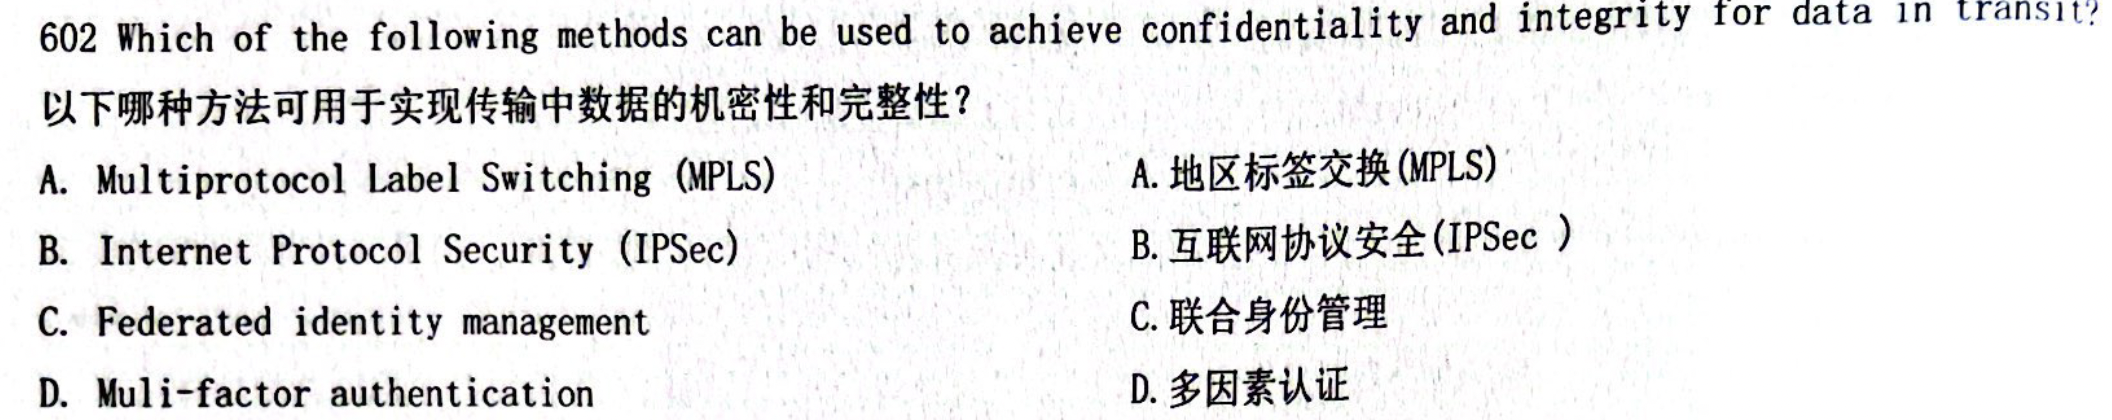 602 Which of the following methods can be used to achieve confidentiality and integrity for data in transit?
以下哪种方法可用于实现传输中数据的机密性和完整性?
A. Multiprotocol Label Switching (MPLS) A.地区标签交换(MPLS)
B. Internet Protocol Security (IPSec) B.互联网协议安全(IPSec )
C. Federated identity management C.联合身份管理
D. Muli-factor authentication D.多因素认证